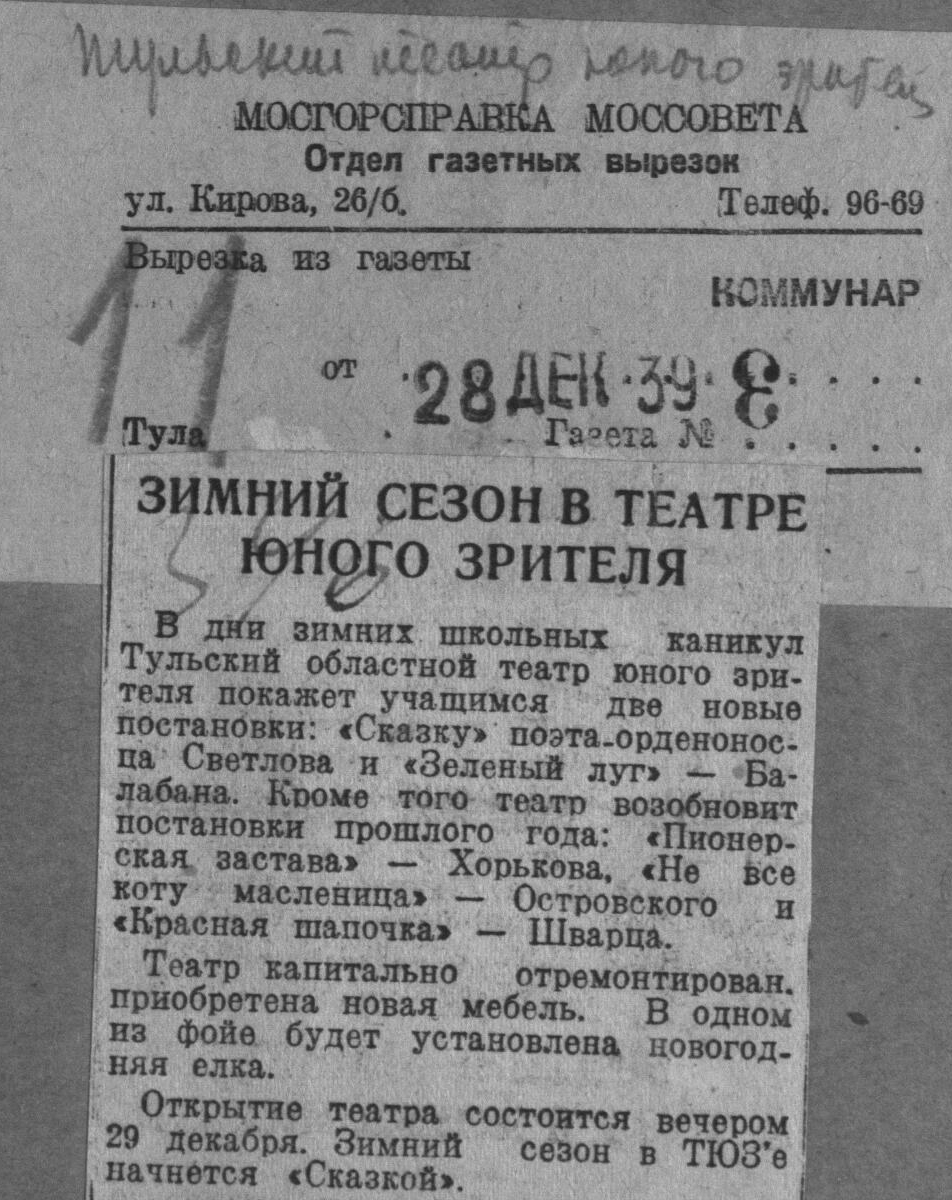 Тульский театр юного зрителя
МОСГОРСПРАВКА МОССОВЕТА
Отдел газетных вырезок
ул. Кирова, 26/б. Телеф. 96-69
Вырезка из газеты
КОММУНАР
11
от 28 ДЕК. 39
Тула Газета №
ЗИМНИЙ СЕЗОН В ТЕАТРЕ
ЮНОГО ЗРИТЕЛЯ
В дни зимних школьных каникул
Тульский областной театр юного зри-
теля покажет учащимся две новые
постановки: «Сказку» поэта-орденонос-
ца Светлова и «Зеленый луг» — Ба-
лабана. Кроме того театр возобновит
постановки прошлого года: «Пионер-
ская застава» — Хорькова, «Не все
коту масленица» — Островского и
«Красная шапочка» — Шварца.
Театр капитально отремонтирован.
приобретена новая мебель. В одном
из фойе будет установлена новогод-
няя елка.
Открытие театра состоится вечером
29 декабря. Зимний сезон в ТЮЗ'е
начнется «Сказкой».